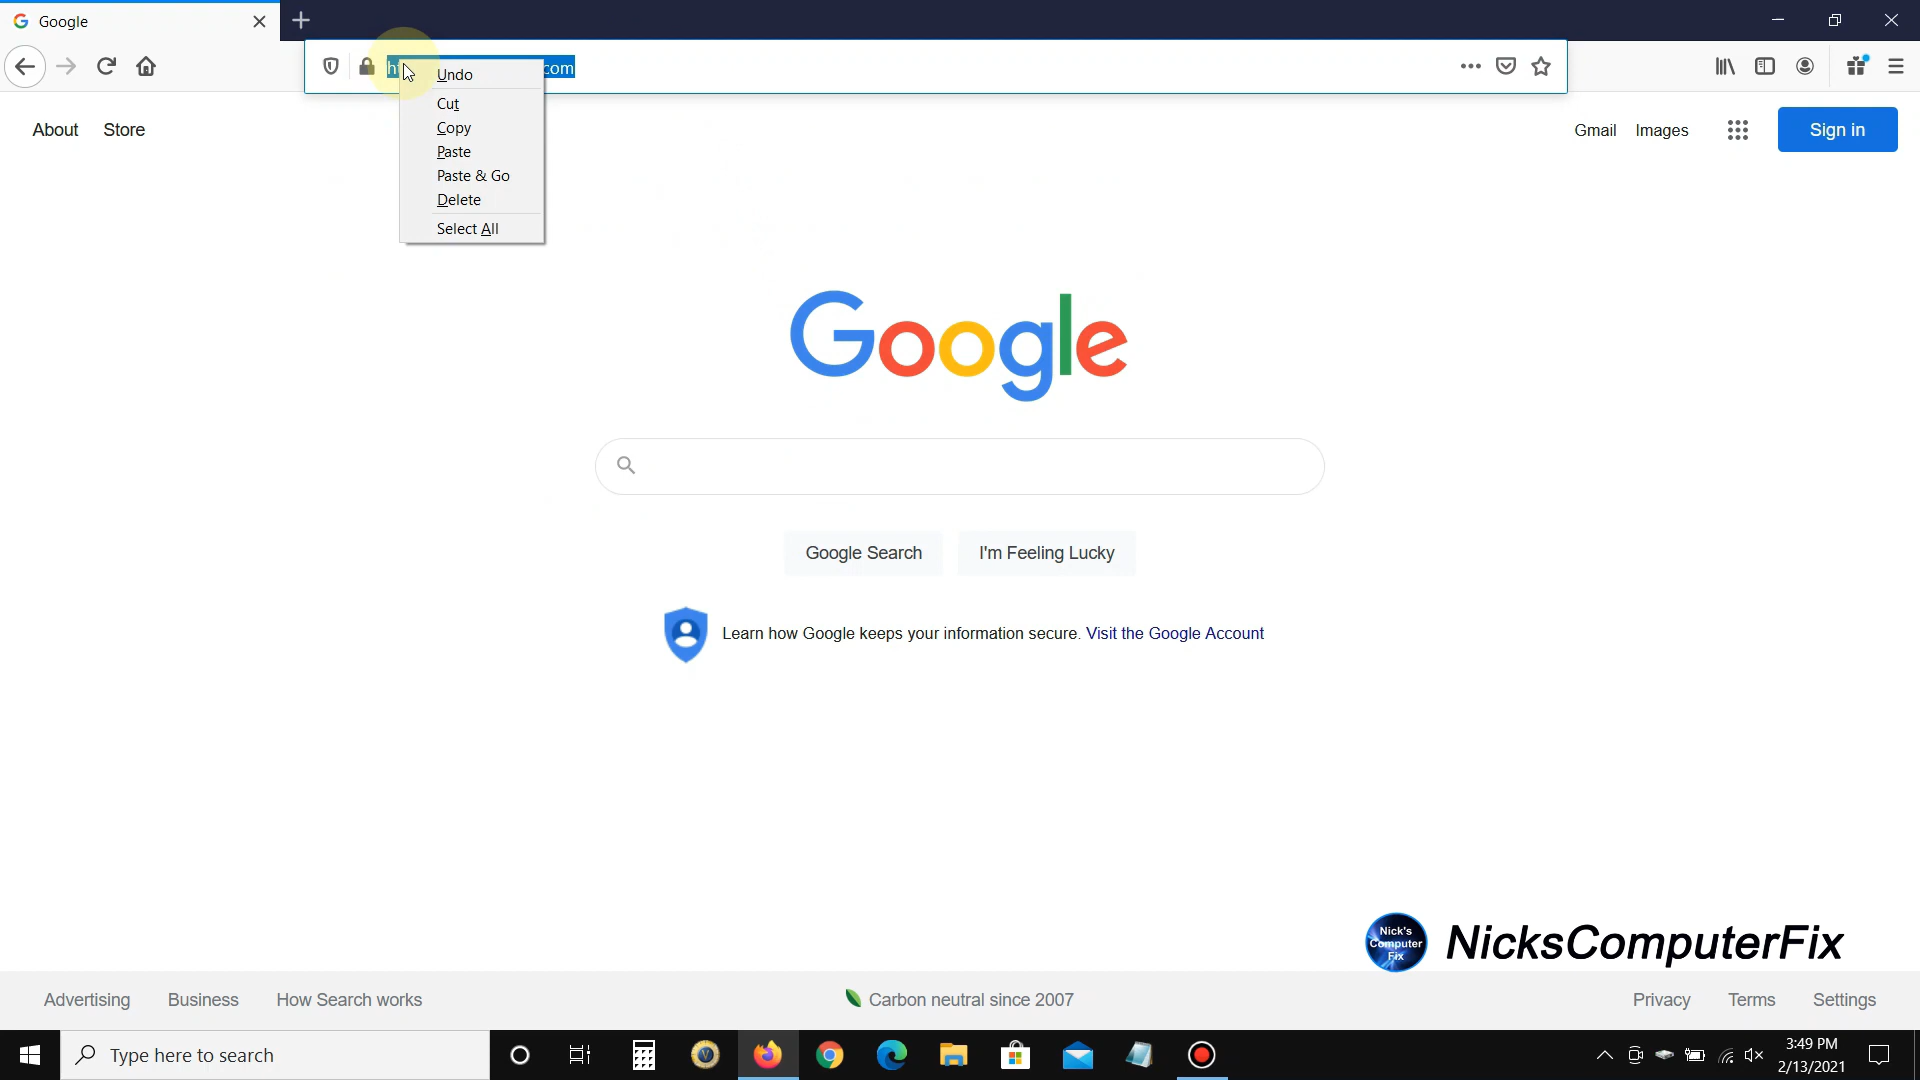 Google
com
Undo
Cut
Copy
Paste
Paste & Go
Delete
Select All
About Store
Gmail Images Sign in
Google
Google Search I'm Feeling Lucky
Learn how Google keeps your information secure. Visit the Google Account
Nick's
Computer
Fix
NicksComputerFix
Advertising Business How Search works
Carbon neutral since 2007
Privacy Terms Settings
Type here to search
3:49 PM
2/13/2021